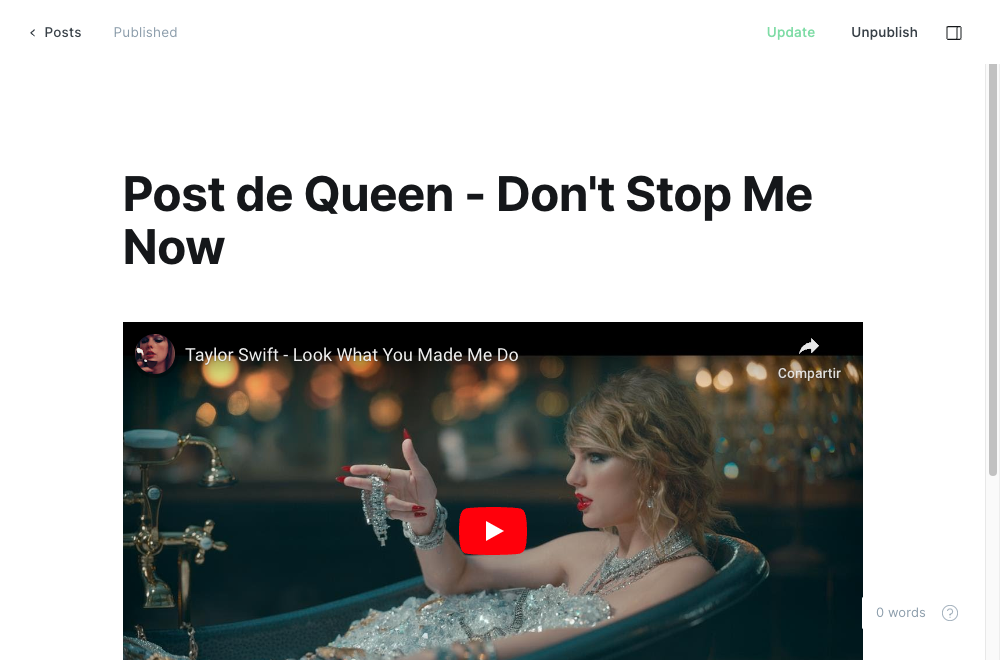 Posts
Published
Update
Unpublish
Post de Queen - Don't Stop Me
Now
Taylor Swift - Look What You Made Me Do
Compartir
0 words
?